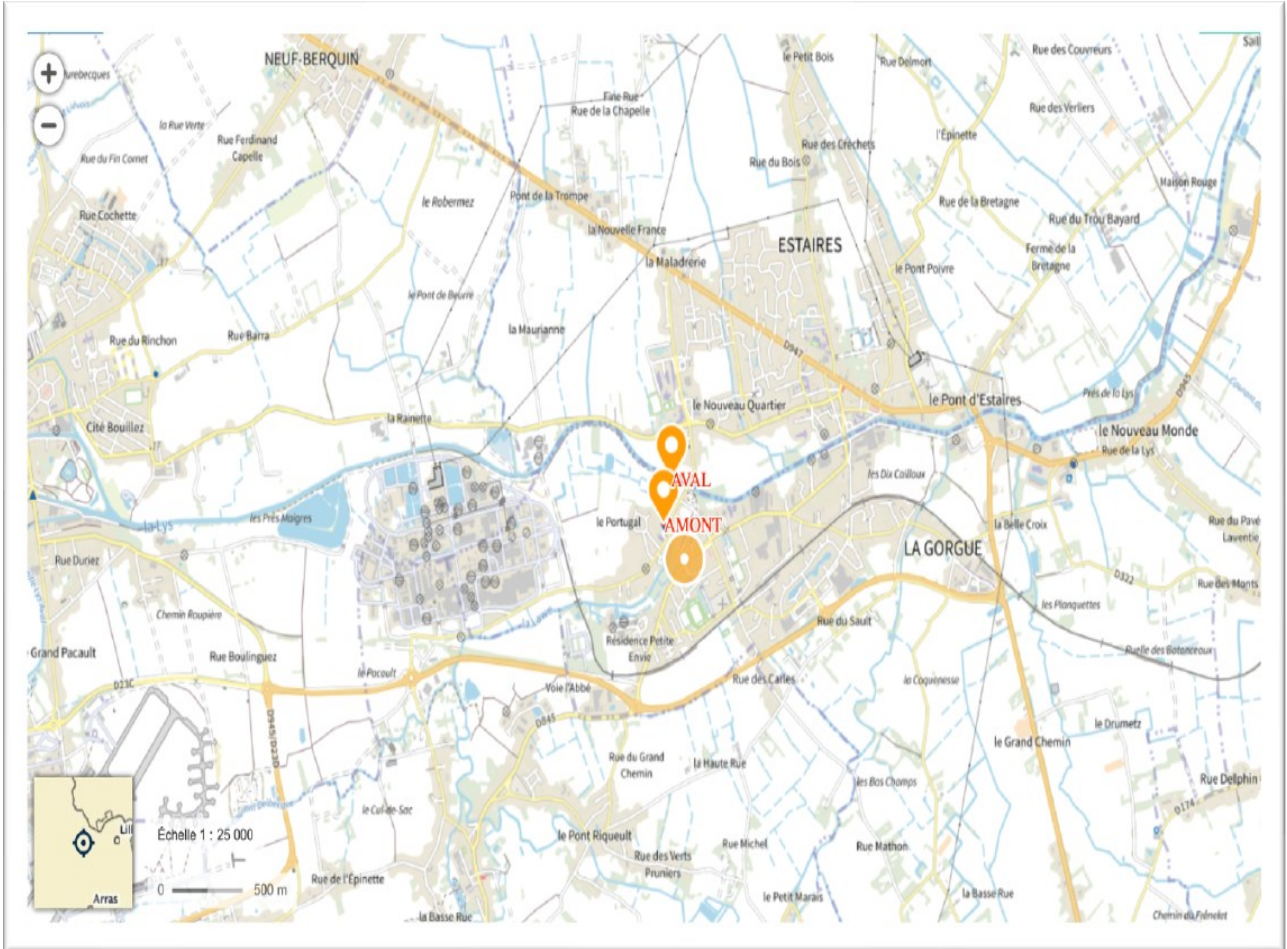 NEUF-BERQUIN
le Petit Bois
Rue des Couvreurs
Rue Delmort
Fine Rue
Rue de la Chapelle
Rue des Verliers
la Rue Verte
Rue Ferdinand
Capelle
l'Épinette
Rue des Créchets
Rue du Fin Cornet
Rue du Bois
Maison Rouge
Pont de la Trompe
le Robermez
Rue de la Bretagne
Rue Cochette
Rue du Trou Bayard
la Nouvelle France
ESTAIRES
Ferme de la
Bretagne
la Maladrerie
le Pont Poivre
17
le Pont de Beurre
la Maurianne
Rue Barra
Rue du Rinchon
D947
D945
Prés de la Lys
le Pont d'Estaires
le Nouveau Quartier
la Rainette
Cité Bouillez
le Nouveau Monde
17
Rue de la Lys
les Dix Cailloux
AVAL
les Prés Maigres
la Lys
le Portugal
AMONT
la Belle Croix
Rue du Pavé
Laventie
LA GORGUE
Rue Duriez
D322
Rue des Monts
les Planquettes
Chemin Roupière
Rue du Sault
Résidence Petite
Envie
Grand Pacault
Rue Boulinguez
Ruelle des Botanceaux
le Pacault
Rue des Carles
la Coquenesse
D23C
Voie l'Abbé
D945/D23D
D845
le Drumetz
le Grand Chemin
Rue du Grand
Chemin
la Haute Rue
Rue Delphin
les Bas Champs
le Cul-de-Sac
D174
Lil
Échelle 1 : 25 000
le Pont Riqueult
Rue Michel
Rue Mathon
Rue des Verts
Pruniers
Rue de l'Épinette
0
500 m
le Petit Marais
la Basse Rue
Arras
la Basse Rue
Chemin du Frénelet